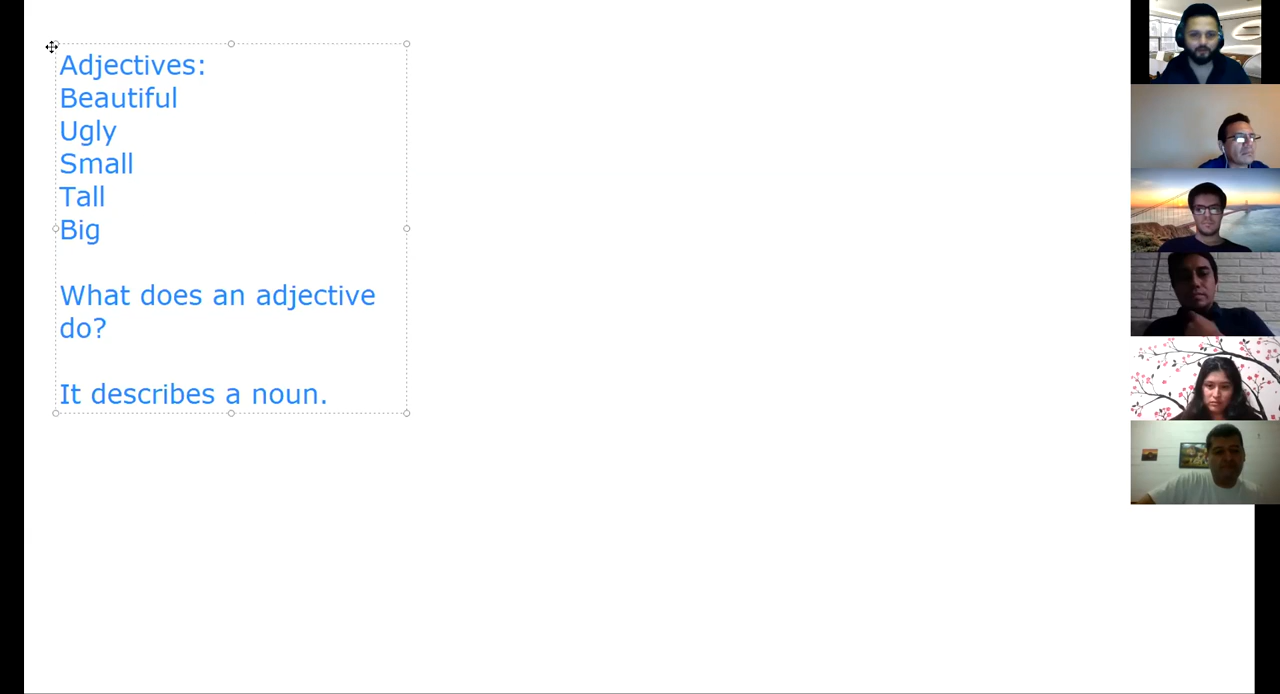 Adjectives:
Beautiful
Ugly
Small
Tall
Big
What does an adjective
do?
It describes a noun.